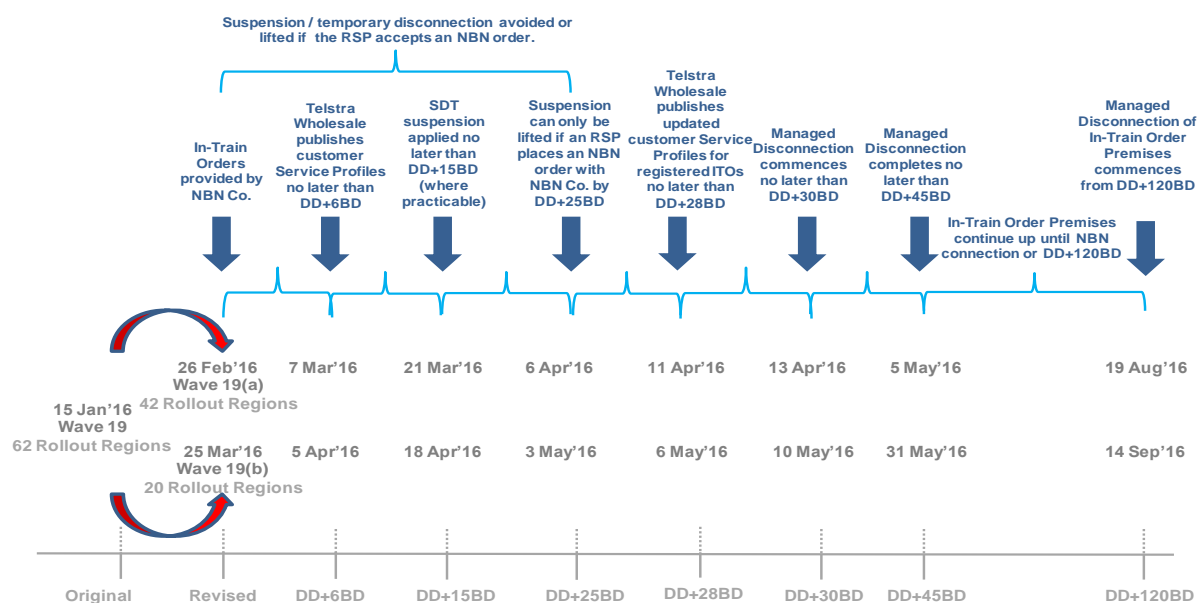 Suspension / temporary disconnection avoided or
lifted if the RSP accepts an NBN order.
In-Train
Orders
provided by
NBN Co.
Telstra
Wholesale
publishes
customer
Service Profiles
no later than
DD+6BD
SDT
suspension
applied no
later than
DD+15BD
(where
practicable)
Suspension
can only be
lifted if an RSP
places an NBN
order with
NBN Co. by
DD+25BD
Telstra
Wholesale
publishes
updated
customer Service
Profiles for
registered ITOs
no later than
DD+28BD
Managed
Disconnection
commences
no later than
DD+30BD
Managed
Disconnection
completes no
later than
DD+45BD
Managed
Disconnection of
In-Train Order
Premises
commences
from DD+120BD
In-Train Order Premises
continue up until NBN
connection or DD+120BD
15 Jan'16
Wave 19
62 Rollout Regions
26 Feb'16
Wave 19(a)
42 Rollout Regions
7 Mar'16
21 Mar'16
6 Apr'16
11 Apr'16
13 Apr'16
5 May'16
19 Aug'16
25 Mar'16
Wave 19(b)
20 Rollout Regions
5 Apr'16
18 Apr'16
3 May'16
6 May'16
10 May'16
31 May'16
14 Sep'16
Original
Revised
DD+6BD
DD+15BD
DD+25BD
DD+28BD
DD+30BD
DD+45BD
DD+120BD